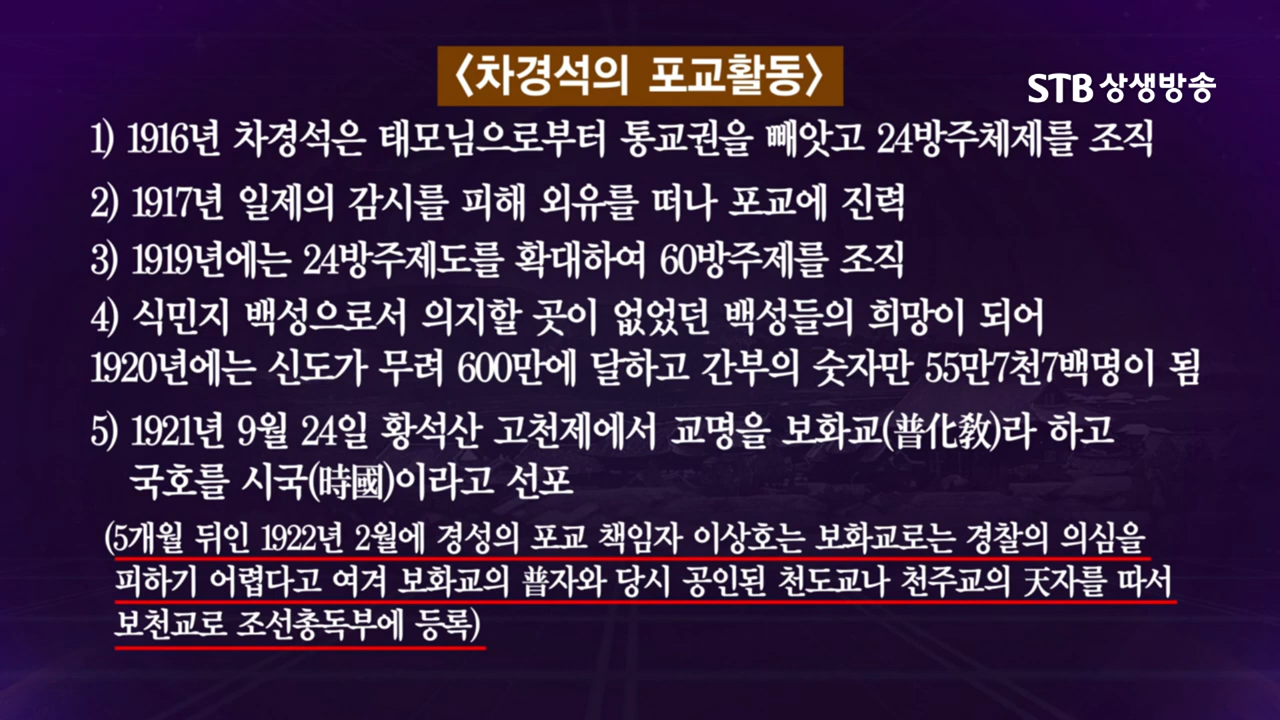 <차경석의 포교활동>
STB 상생방송
1) 1916년 차경석은 태모님으로부터 통교권을 빼앗고 24방주체제를 조직
2) 1917년 일제의 감시를 피해 외유를 떠나 포교에 진력
3) 1919년에는 24방주제도를 확대하여 60방주제를 조직
4) 식민지 백성으로서 의지할 곳이 없었던 백성들의 희망이 되어
1920년에는 신도가 무려 600만에 달하고 간부의 숫자만 55만7천7백명이 됨
5) 1921년 9월 24일 황석산 고천제에서 교명을 보화교(普化敎)라 하고
국호를 시국(時國)이라고 선포
(5개월 뒤인 1922년 2월에 경성의 포교 책임자 이상호는 보화교로는 경찰의 의심을
피하기 어렵다고 여겨 보화교의 普자와 당시 공인된 천도교나 천주교의 天자를 따서
보천교로 조선총독부에 등록)